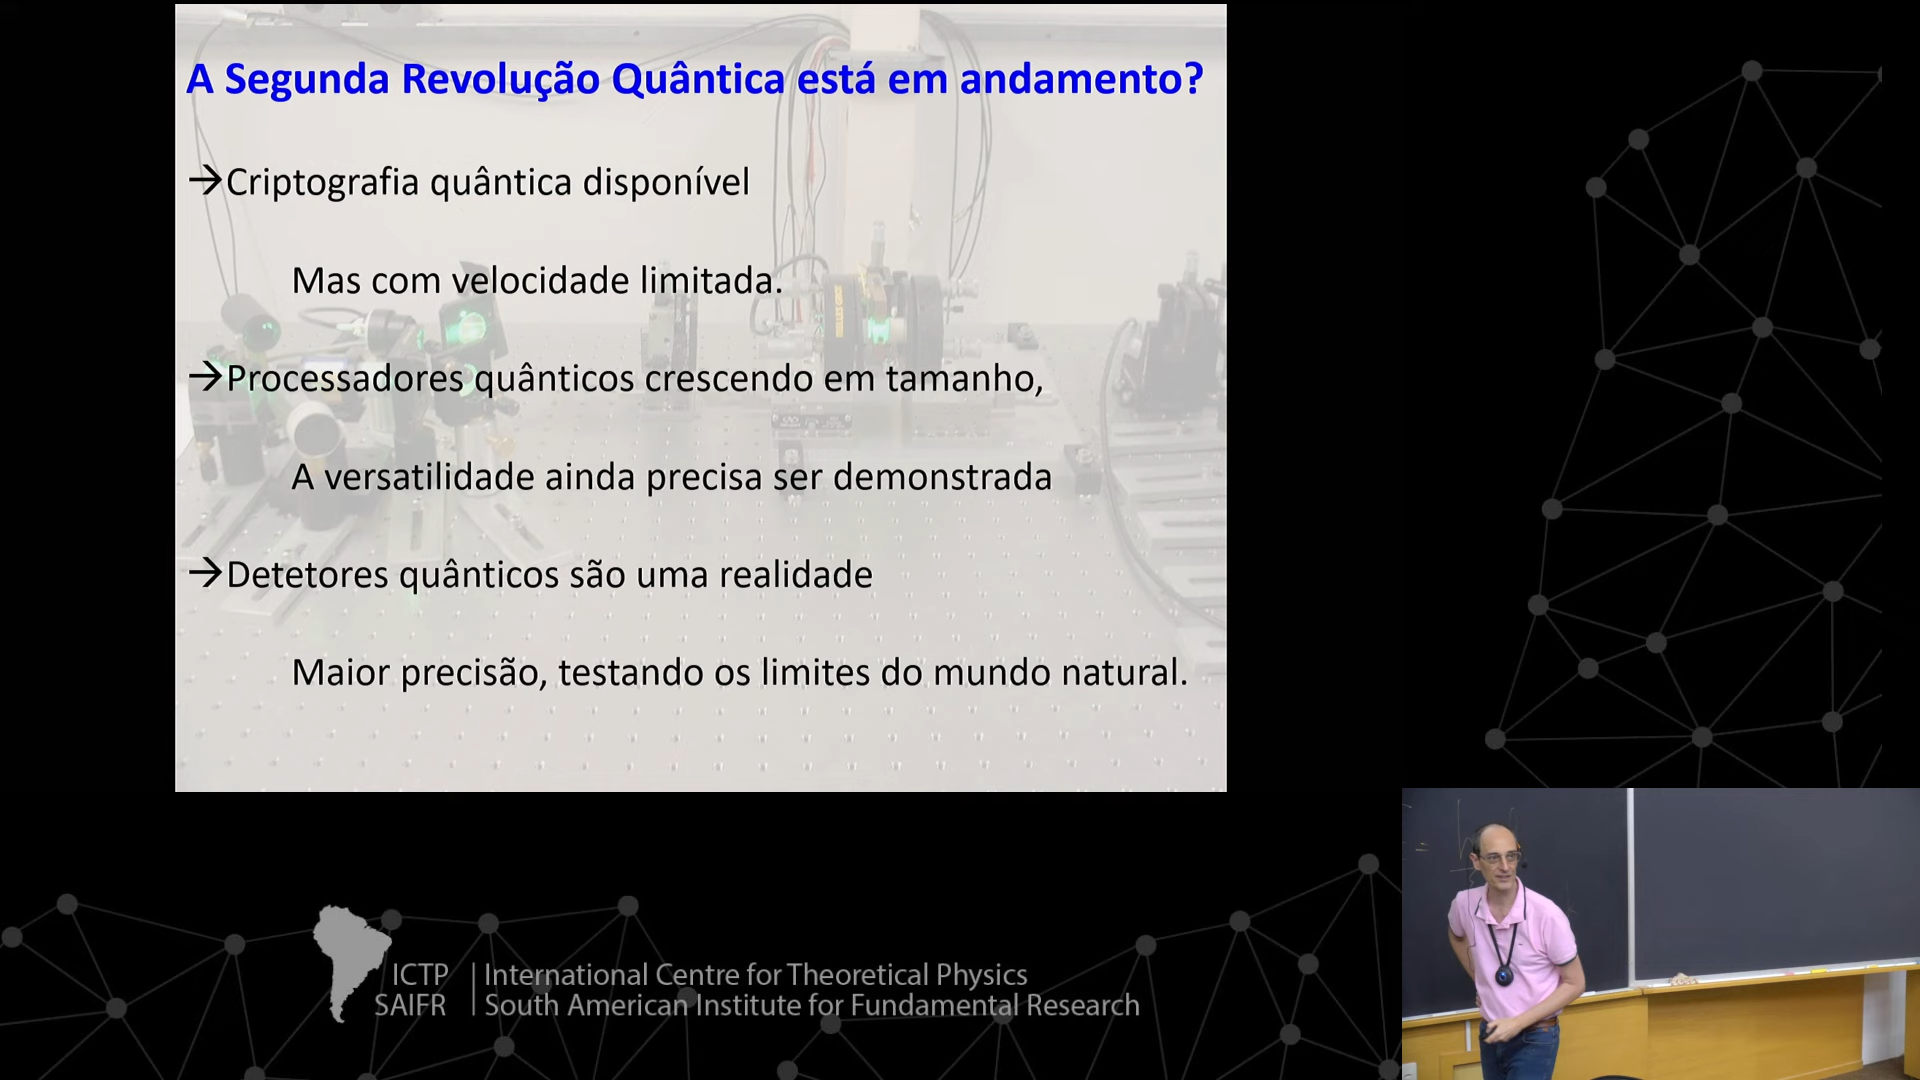 A Segunda Revolução Quântica está em andamento?
→Criptografia quântica disponível
Mas com velocidade limitada.
→Processadores quânticos crescendo em tamanho,
A versatilidade ainda precisa ser demonstrada
→Detetores quânticos são uma realidade
Maior precisão, testando os limites do mundo natural.
ICTP | International Centre for Theoretical Physics
SAIFR | South American Institute for Fundamental Research